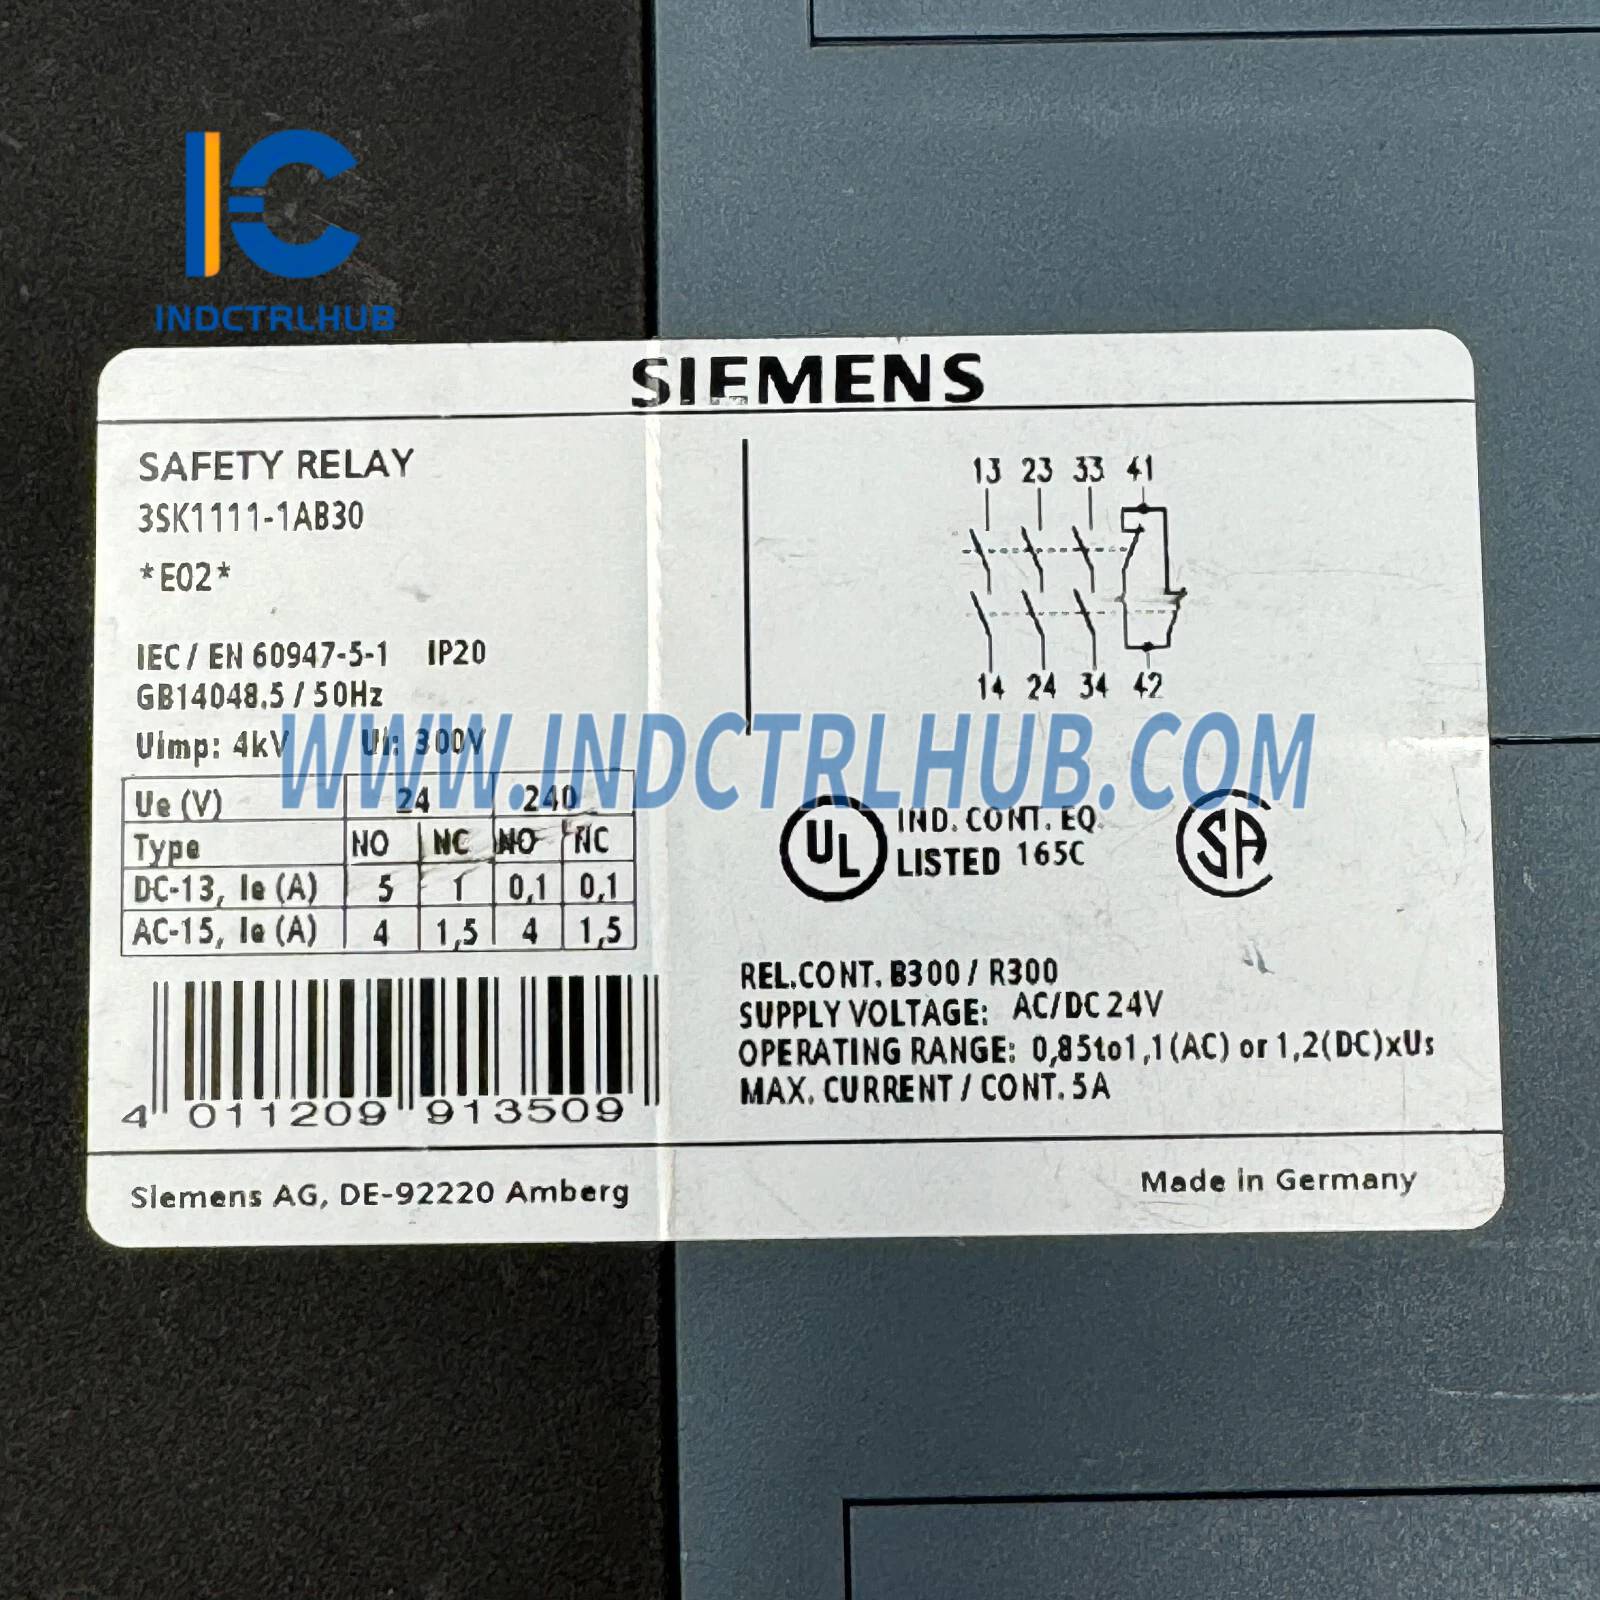 INDCTRLHUB
SIEMENS
SAFETY RELAY
3SK1111-1AB30
*E02*
IEC / EN 60947-5-1 IP20
GB14048.5 / 50Hz
Uimp: 4kV Ui: 300V
Ue (V) 24 240
Type NO NC NO NC
DC-13, Ie (A) 5 1 0,1 0,1
AC-15, Ie (A) 4 1,5 4 1,5
4 011209 913509
13 23 33 41
14 24 34 42
WWW.INDCTRLHUB.COM
UL IND. CONT. EQ.
LISTED 165C
SA
REL.CONT. B300 / R300
SUPPLY VOLTAGE: AC/DC 24V
OPERATING RANGE: 0,85to1,1(AC) or 1,2(DC)xUs
MAX. CURRENT / CONT. 5A
Siemens AG, DE-92220 Amberg
Made in Germany